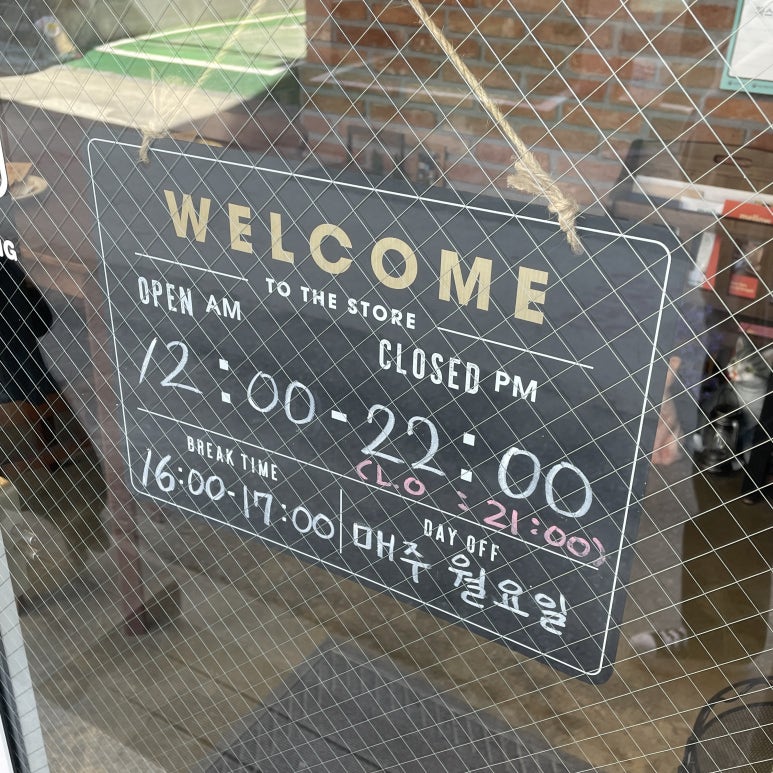 WELCOME
TO THE STORE
OPEN AM
CLOSED PM
12:00-22:00
(L.O : 21:00)
BREAK TIME
16:00-17:00
DAY OFF
매주 월요일